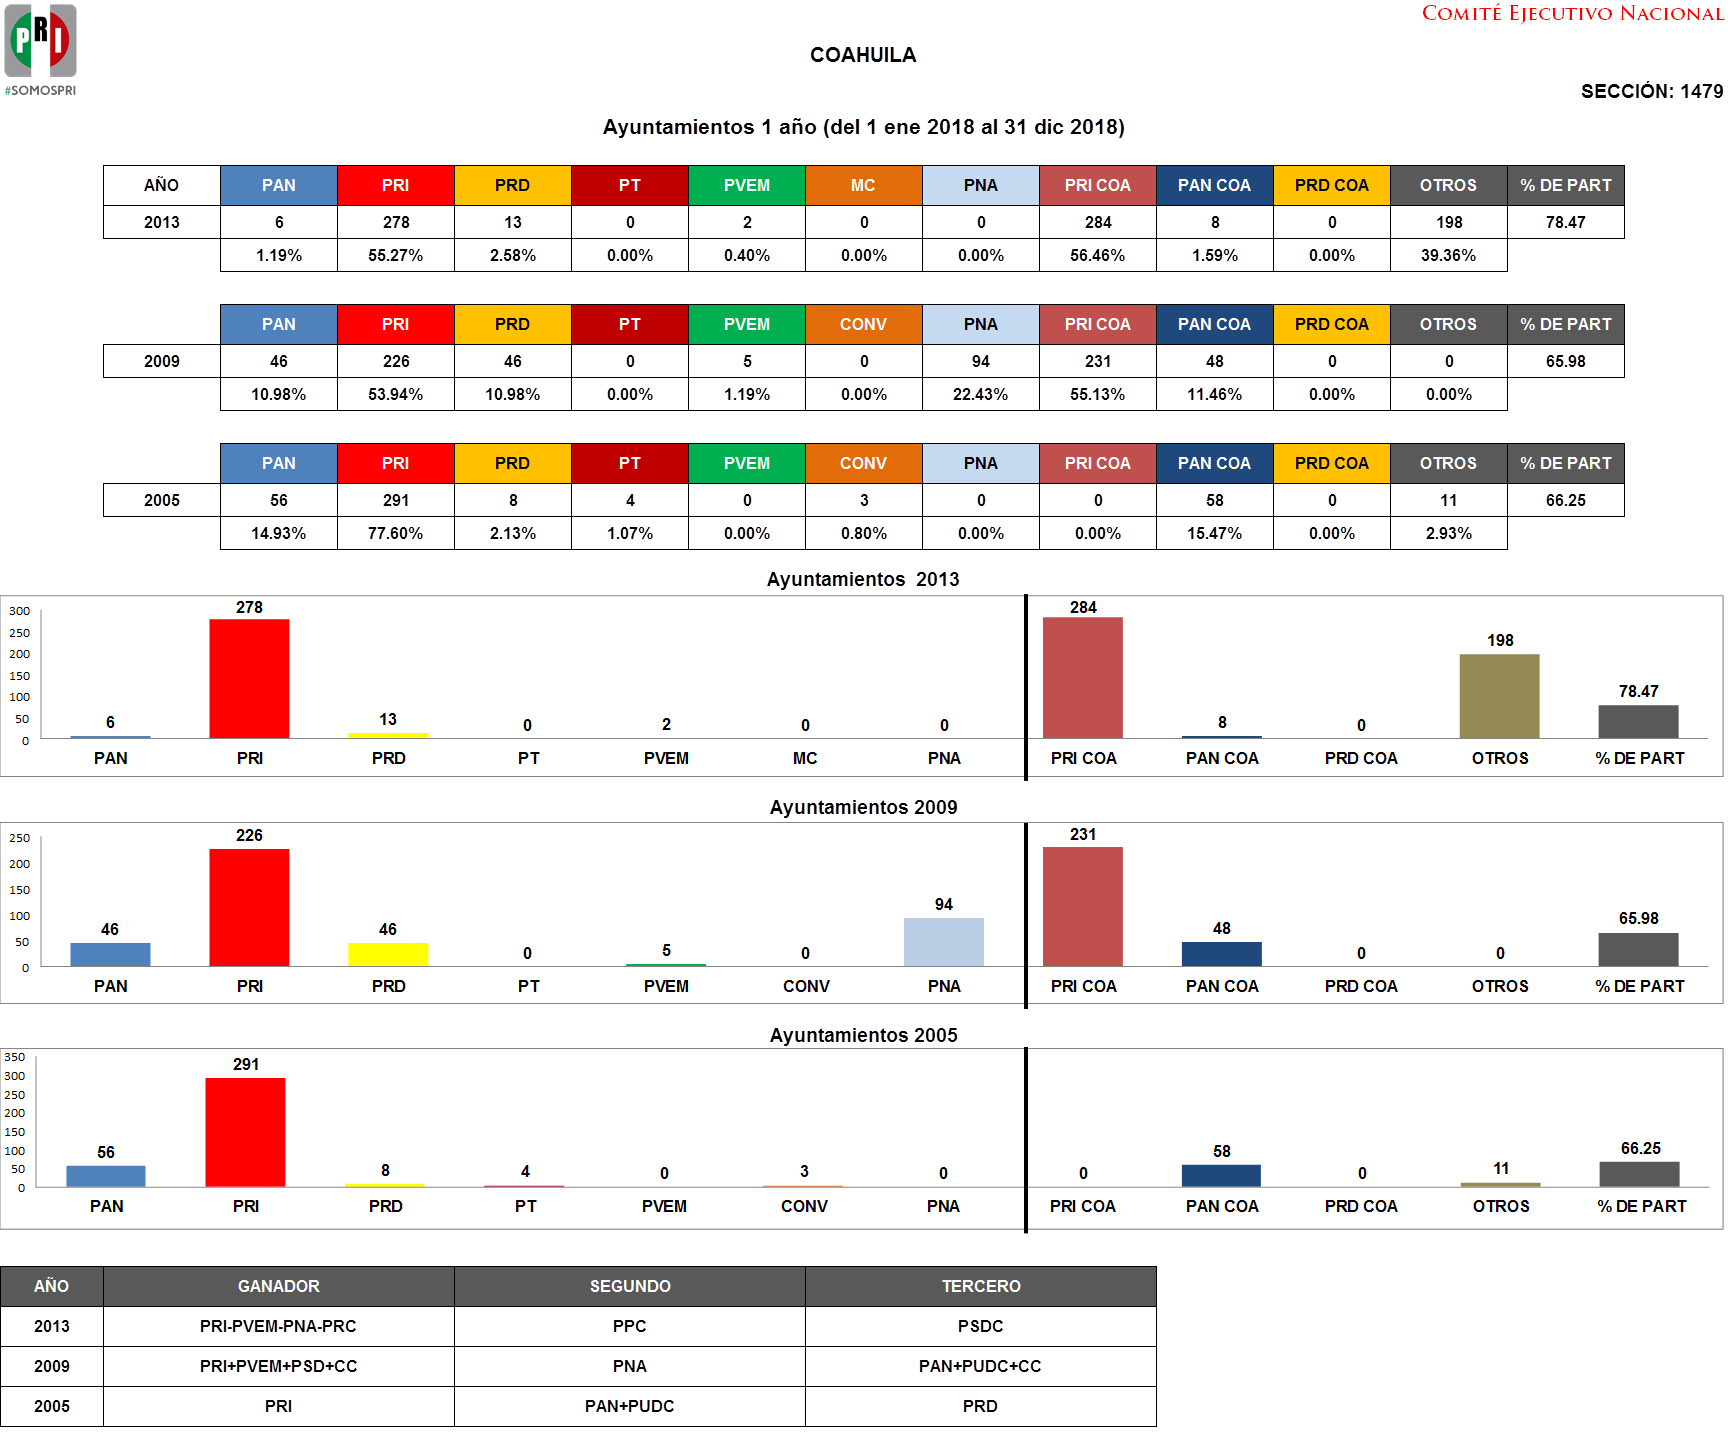 PRI
#SOMOSPRI
COMITÉ EJECUTIVO NACIONAL
COAHUILA
SECCIÓN: 1479
Ayuntamientos 1 año (del 1 ene 2018 al 31 dic 2018)
AÑO PAN PRI PRD PT PVEM MC PNA PRI COA PAN COA PRD COA OTROS % DE PART
2013 6 278 13 0 2 0 0 284 8 0 198 78.47
1.19% 55.27% 2.58% 0.00% 0.40% 0.00% 0.00% 56.46% 1.59% 0.00% 39.36%
PAN PRI PRD PT PVEM CONV PNA PRI COA PAN COA PRD COA OTROS % DE PART
2009 46 226 46 0 5 0 94 231 48 0 0 65.98
10.98% 53.94% 10.98% 0.00% 1.19% 0.00% 22.43% 55.13% 11.46% 0.00% 0.00%
PAN PRI PRD PT PVEM CONV PNA PRI COA PAN COA PRD COA OTROS % DE PART
2005 56 291 8 4 0 3 0 0 58 0 11 66.25
14.93% 77.60% 2.13% 1.07% 0.00% 0.80% 0.00% 0.00% 15.47% 0.00% 2.93%
Ayuntamientos 2013
300
250
200
150
100
50
0
6 278 13 0 2 0 0 284 8 0 198 78.47
PAN PRI PRD PT PVEM MC PNA PRI COA PAN COA PRD COA OTROS % DE PART
Ayuntamientos 2009
250
200
150
100
50
0
46 226 46 0 5 0 94 231 48 0 0 65.98
PAN PRI PRD PT PVEM CONV PNA PRI COA PAN COA PRD COA OTROS % DE PART
Ayuntamientos 2005
350
300
250
200
150
100
50
0
56 291 8 4 0 3 0 0 58 0 11 66.25
PAN PRI PRD PT PVEM CONV PNA PRI COA PAN COA PRD COA OTROS % DE PART
AÑO GANADOR SEGUNDO TERCERO
2013 PRI-PVEM-PNA-PRC PPC PSDC
2009 PRI+PVEM+PSD+CC PNA PAN+PUDC+CC
2005 PRI PAN+PUDC PRD